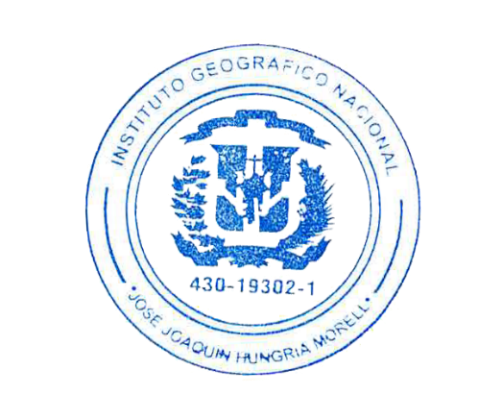 INSTITUTO GEOGRAFICO NACIONAL
430-19302-1
"JOSE JOAQUIN HUNGRIA MORELL"